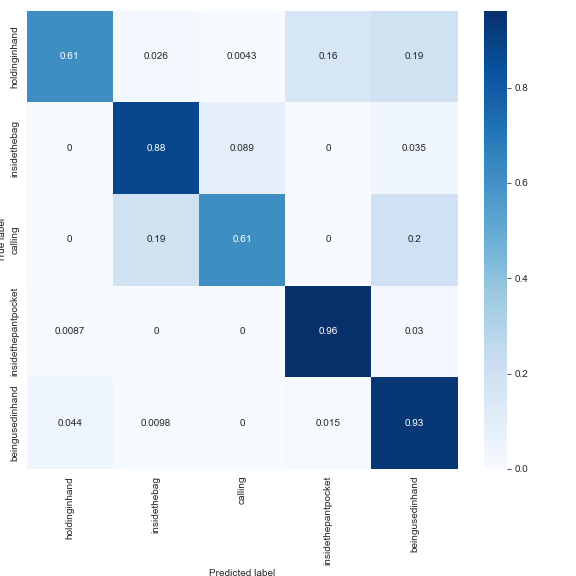 holdinginhand 0.61 0.026 0.0043 0.16 0.19
insidethebag 0 0.88 0.089 0 0.035
calling 0 0.19 0.61 0 0.2
insidethepantpocket 0.0087 0 0 0.96 0.03
beingusedinhand 0.044 0.0098 0 0.015 0.93
True label
holdinginhand insidethebag calling insidethepantpocket beingusedinhand
Predicted label
0.8
0.6
0.4
0.2
0.0